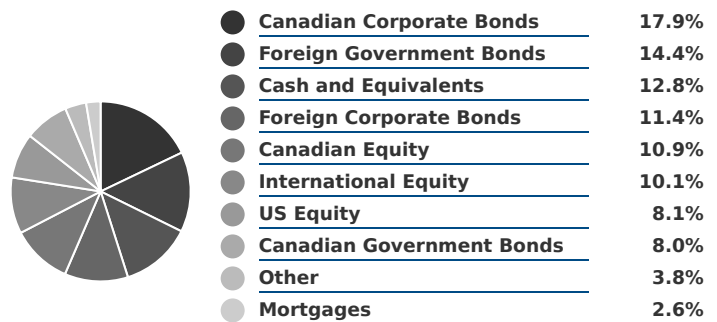 Canadian Corporate Bonds 17.9%
Foreign Government Bonds 14.4%
Cash and Equivalents 12.8%
Foreign Corporate Bonds 11.4%
Canadian Equity 10.9%
International Equity 10.1%
US Equity 8.1%
Canadian Government Bonds 8.0%
Other 3.8%
Mortgages 2.6%